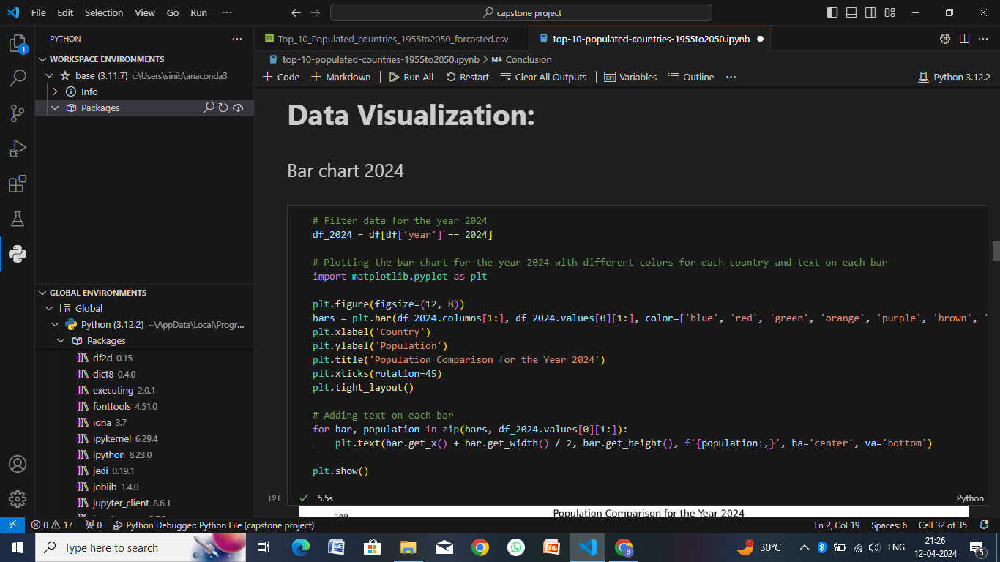 File Edit Selection View Go Run ··· capstone project
PYTHON ···
WORKSPACE ENVIRONMENTS
base (3.11.7) c:\Users\sinib\anaconda3
Info
Packages
GLOBAL ENVIRONMENTS
Global
Python (3.12.2) ~\AppData\Local\Progr...
Packages
df2d 0.15
dict8 0.4.0
executing 2.0.1
fonttools 4.51.0
idna 3.7
ipykernel 6.29.4
ipython 8.23.0
jedi 0.19.1
joblib 1.4.0
jupyter_client 8.6.1
Top_10_Populated_countries_1955to2050_forcasted.csv top-10-populated-countries-1955to2050.ipynb
top-10-populated-countries-1955to2050.ipynb > Conclusion
Code Markdown Run All Restart Clear All Outputs Variables Outline ··· Python 3.12.2
Data Visualization:
Bar chart 2024
# Filter data for the year 2024
df_2024 = df[df['year'] == 2024]
# Plotting the bar chart for the year 2024 with different colors for each country and text on each bar
import matplotlib.pyplot as plt
plt.figure(figsize=(12, 8))
bars = plt.bar(df_2024.columns[1:], df_2024.values[0][1:], color=['blue', 'red', 'green', 'orange', 'purple', 'brown', '
plt.xlabel('Country')
plt.ylabel('Population')
plt.title('Population Comparison for the Year 2024')
plt.xticks(rotation=45)
plt.tight_layout()
# Adding text on each bar
for bar, population in zip(bars, df_2024.values[0][1:]):
plt.text(bar.get_x() + bar.get_width() / 2, bar.get_height(), f'{population:,}', ha='center', va='bottom')
plt.show()
[9] 5.5s Python
Population Comparison for the Year 2024
0 17 0 Python Debugger: Python File (capstone project) Ln 2, Col 19 Spaces: 6 Cell 32 of 35
Type here to search 30°C ENG 21:26
12-04-2024